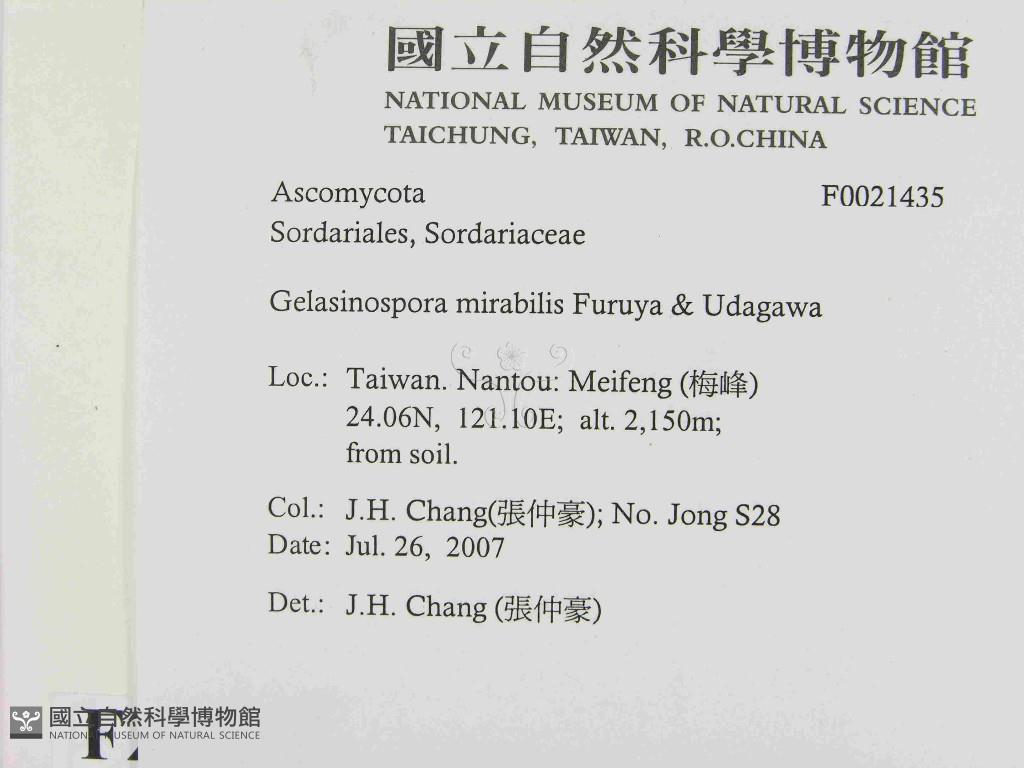 國立自然科學博物館
NATIONAL MUSEUM OF NATURAL SCIENCE
TAICHUNG, TAIWAN, R.O.CHINA
Ascomycota F0021435
Sordariales, Sordariaceae
Gelasinospora mirabilis Furuya & Udagawa
Loc.: Taiwan. Nantou: Meifeng (梅峰)
24.06N, 121.10E; alt. 2,150m;
from soil.
Col.: J.H. Chang(張仲豪); No. Jong S28
Date: Jul. 26, 2007
Det.: J.H. Chang (張仲豪)
國立自然科學博物館
NATIONAL MUSEUM OF NATURAL SCIENCE